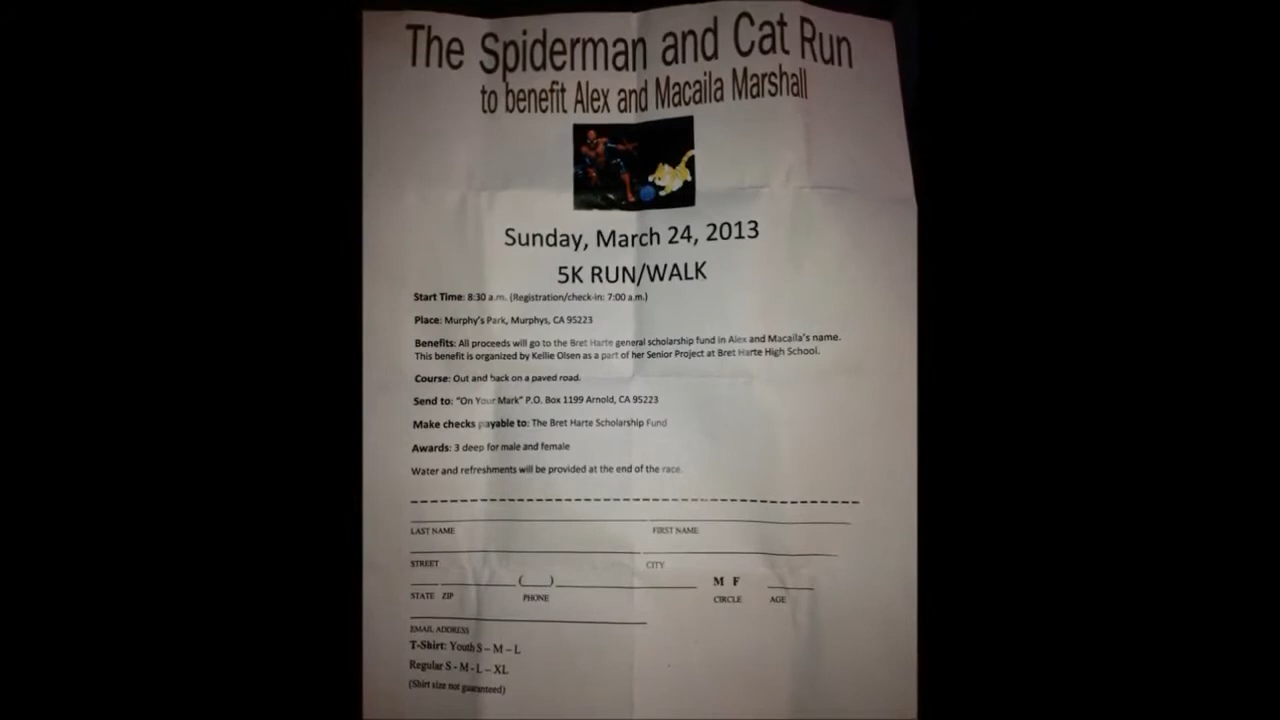 The Spiderman and Cat Run
to benefit Alex and Macaila Marshall
Sunday, March 24, 2013
5K RUN/WALK
Start Time: 8:30 a.m. (Registration/check-in: 7:00 a.m.)
Place: Murphy's Park, Murphys, CA 95223
Benefits: All proceeds will go to the Bret Harte general scholarship fund in Alex and Macaila's name.
This benefit is organized by Kellie Olsen as a part of her Senior Project at Bret Harte High School.
Course: Out and back on a paved road.
Send to: "On Your Mark" P.O. Box 1199 Arnold, CA 95223
Make checks payable to: The Bret Harte Scholarship Fund
Awards: 3 deep for male and female
Water and refreshments will be provided at the end of the race.
LAST NAME FIRST NAME
STREET CITY
(___) M F
STATE ZIP PHONE CIRCLE AGE
EMAIL ADDRESS
T-Shirt: Youth S – M – L
Regular S - M - L – XL
(Shirt size not guaranteed)